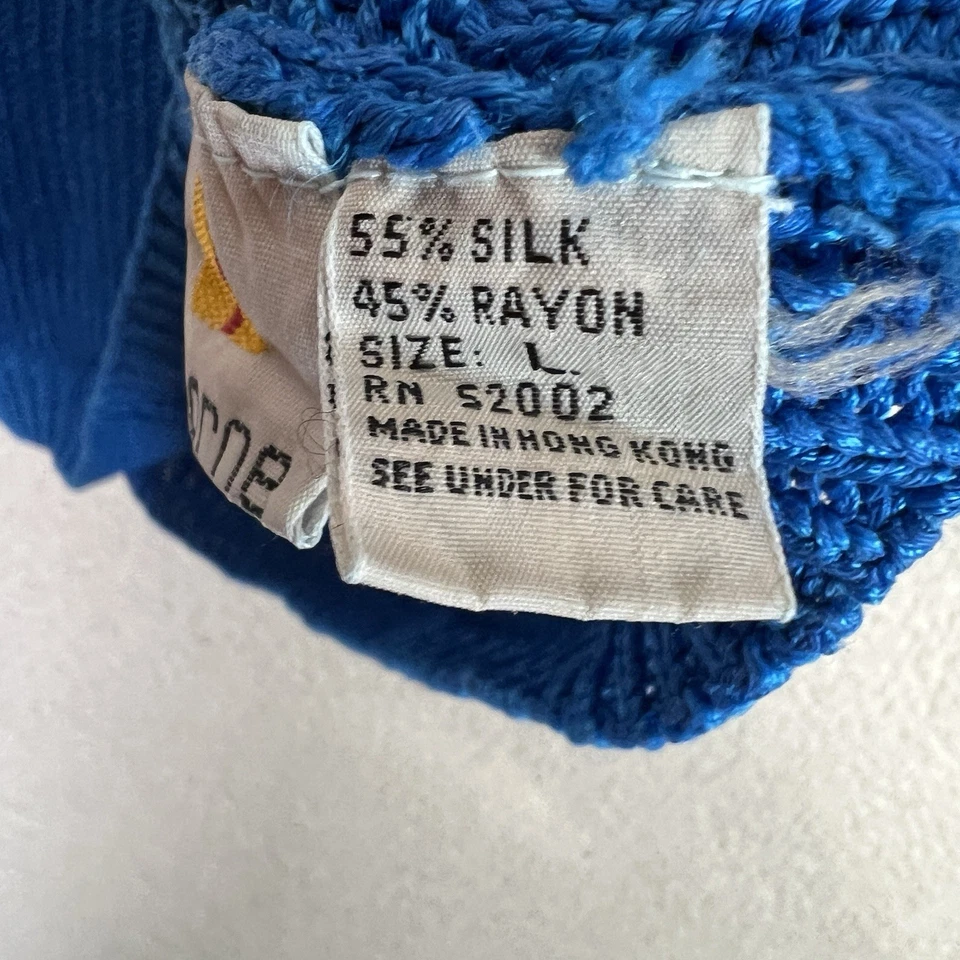 55% SILK
45% RAYON
SIZE: L
RN 52002
MADE IN HONG KONG
SEE UNDER FOR CARE